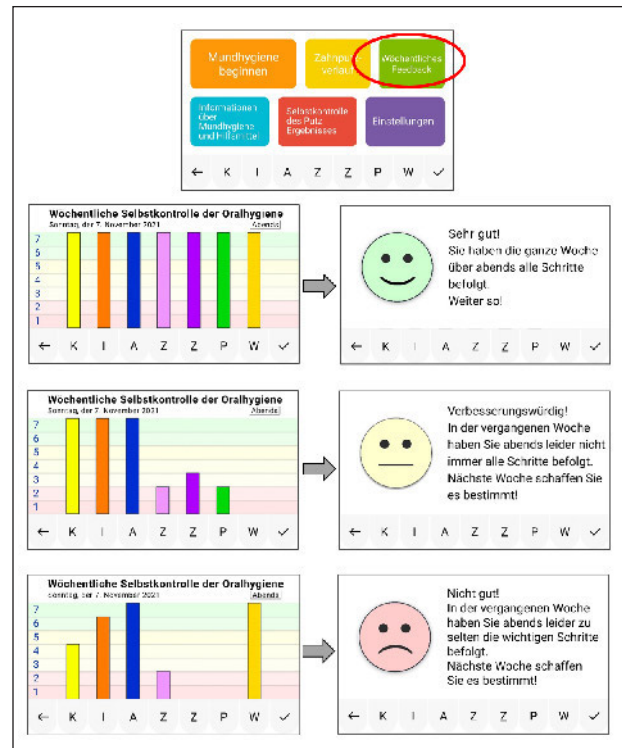 Mundhygiene
beginnen
Zahnputz
verlauf
Wöchentliches
Feedback
Informationen
über
Mundhygiene
und Hilfsmittel
Selbstkontrolle
des Putz
Ergebnisses
Einstellungen
← K I A Z Z P W ✓
Wöchentliche Selbstkontrolle der Oralhygiene
Sonntag, der 7. November 2021 Abends
7
6
5
4
3
2
1
← K I A Z Z P W ✓
Sehr gut!
Sie haben die ganze Woche
über abends alle Schritte
befolgt.
Weiter so!
← K I A Z Z P W ✓
Wöchentliche Selbstkontrolle der Oralhygiene
Sonntag, der 7. November 2021 Abends
7
6
5
4
3
2
1
← K I A Z Z P W ✓
Verbesserungswürdig!
In der vergangenen Woche
haben Sie abends leider nicht
immer alle Schritte befolgt.
Nächste Woche schaffen Sie
es bestimmt!
← K I A Z Z P W ✓
Wöchentliche Selbstkontrolle der Oralhygiene
Sonntag, der 7. November 2021 Abends
7
6
5
4
3
2
1
← K I A Z Z P W ✓
Nicht gut!
In der vergangenen Woche
haben Sie abends leider zu
selten die wichtigen Schritte
befolgt.
Nächste Woche schaffen
Sie es bestimmt!
← K I A Z Z P W ✓